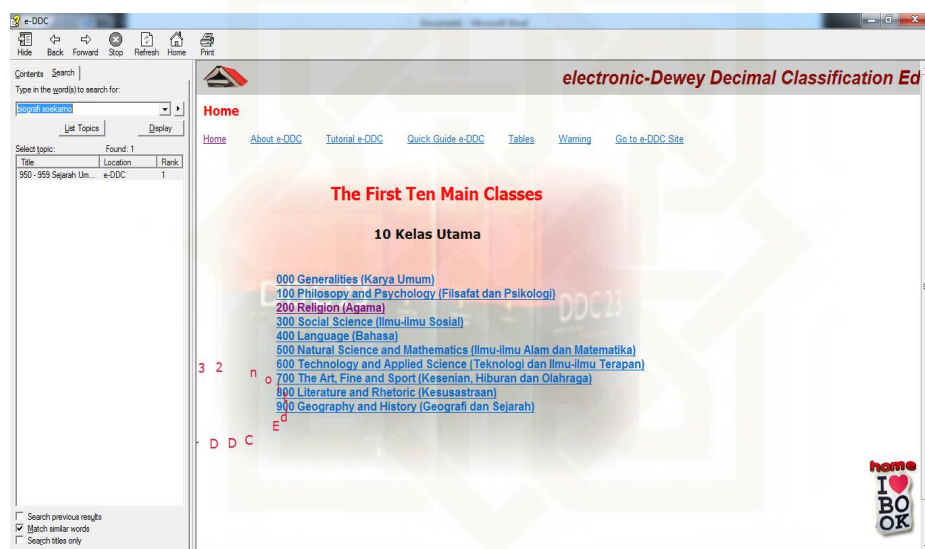 e-DDC
Hide Back Forward Stop Refresh Home Print
Contents Search
Type in the word(s) to search for:
biografi soekarno
List Topics Display
Select topic: Found: 1
Title Location Rank
950 - 959 Sejarah Um... e-DDC 1
Search previous results
Match similar words
Search titles only
electronic-Dewey Decimal Classification Ed
Home
Home About e-DDC Tutorial e-DDC Quick Guide e-DDC Tables Warning Go to e-DDC Site
The First Ten Main Classes
10 Kelas Utama
000 Generalities (Karya Umum)
100 Philosopy and Psychology (Filsafat dan Psikologi)
200 Religion (Agama)
300 Social Science (Ilmu-ilmu Sosial)
400 Language (Bahasa)
500 Natural Science and Mathematics (Ilmu-ilmu Alam dan Matematika)
600 Technology and Applied Science (Teknologi dan Ilmu-ilmu Terapan)
700 The Art, Fine and Sport (Kesenian, Hiburan dan Olahraga)
800 Literature and Rhetoric (Kesusastraan)
900 Geography and History (Geografi dan Sejarah)
DDC 23
home
I
BO
OK